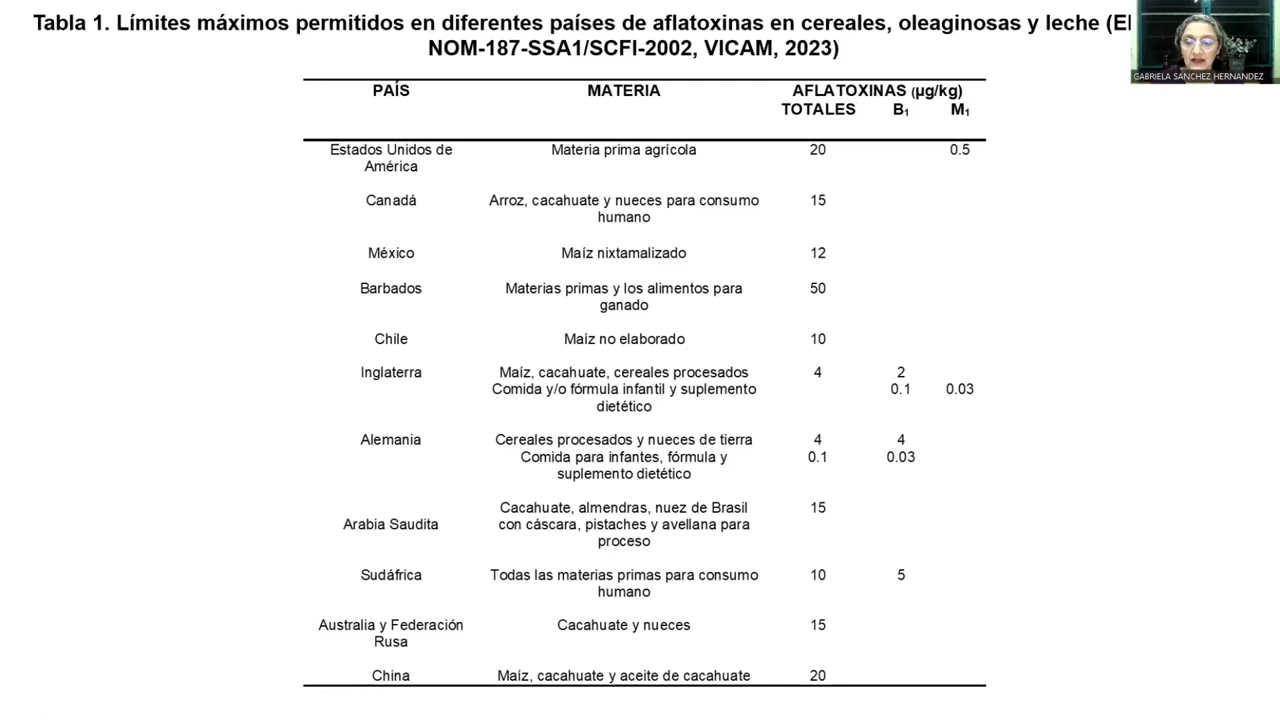 Tabla 1. Límites máximos permitidos en diferentes países de aflatoxinas en cereales, oleaginosas y leche
NOM-187-SSA1/SCFI-2002, VICAM, 2023)
GABRIELA SÁNCHEZ HERNANDEZ
PAÍS MATERIA AFLATOXINAS (µg/kg)
TOTALES B₁ M₁
Estados Unidos de Materia prima agrícola 20 0.5
América
Canadá Arroz, cacahuate y nueces para consumo 15
humano
México Maíz nixtamalizado 12
Barbados Materias primas y los alimentos para 50
ganado
Chile Maíz no elaborado 10
Inglaterra Maíz, cacahuate, cereales procesados 4 2
Comida y/o fórmula infantil y suplemento 0.1 0.03
dietético
Alemania Cereales procesados y nueces de tierra 4 4
Comida para infantes, fórmula y 0.1 0.03
suplemento dietético
Cacahuate, almendras, nuez de Brasil 15
Arabia Saudita con cáscara, pistaches y avellana para
proceso
Sudáfrica Todas las materias primas para consumo 10 5
humano
Australia y Federación Cacahuate y nueces 15
Rusa
China Maíz, cacahuate y aceite de cacahuate 20